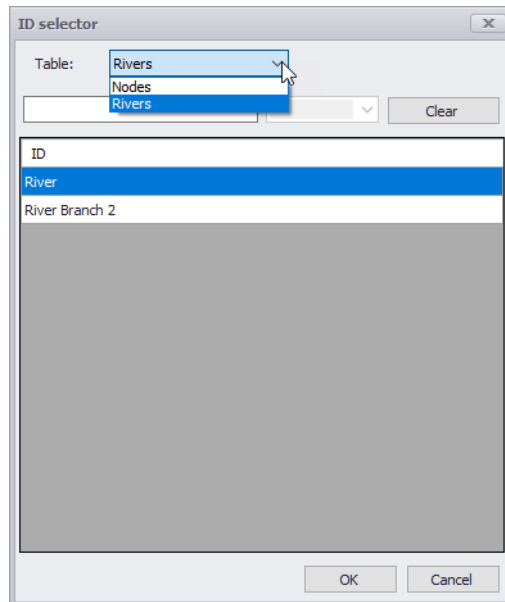 ID selector
Table: Rivers
Nodes
Rivers
Clear
ID
River
River Branch 2
OK Cancel